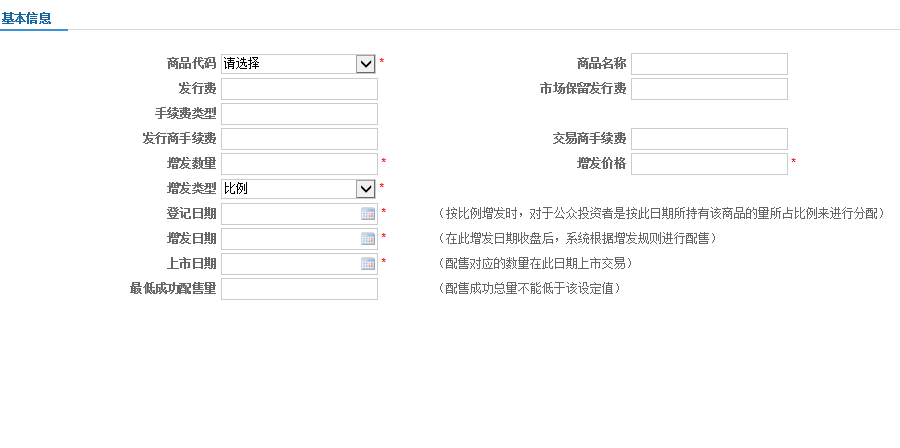 基本信息
商品代码 请选择 * 商品名称
发行费 市场保留发行费
手续费类型
发行商手续费 交易商手续费
增发数量 * 增发价格 *
增发类型 比例 *
登记日期 * （按比例增发时，对于公众投资者是按此日期所持有该商品的量所占比例来进行分配）
增发日期 * （在此增发日期收盘后，系统根据增发规则进行配售）
上市日期 * （配售对应的数量在此日期上市交易）
最低成功配售量 （配售成功总量不能低于该设定值）